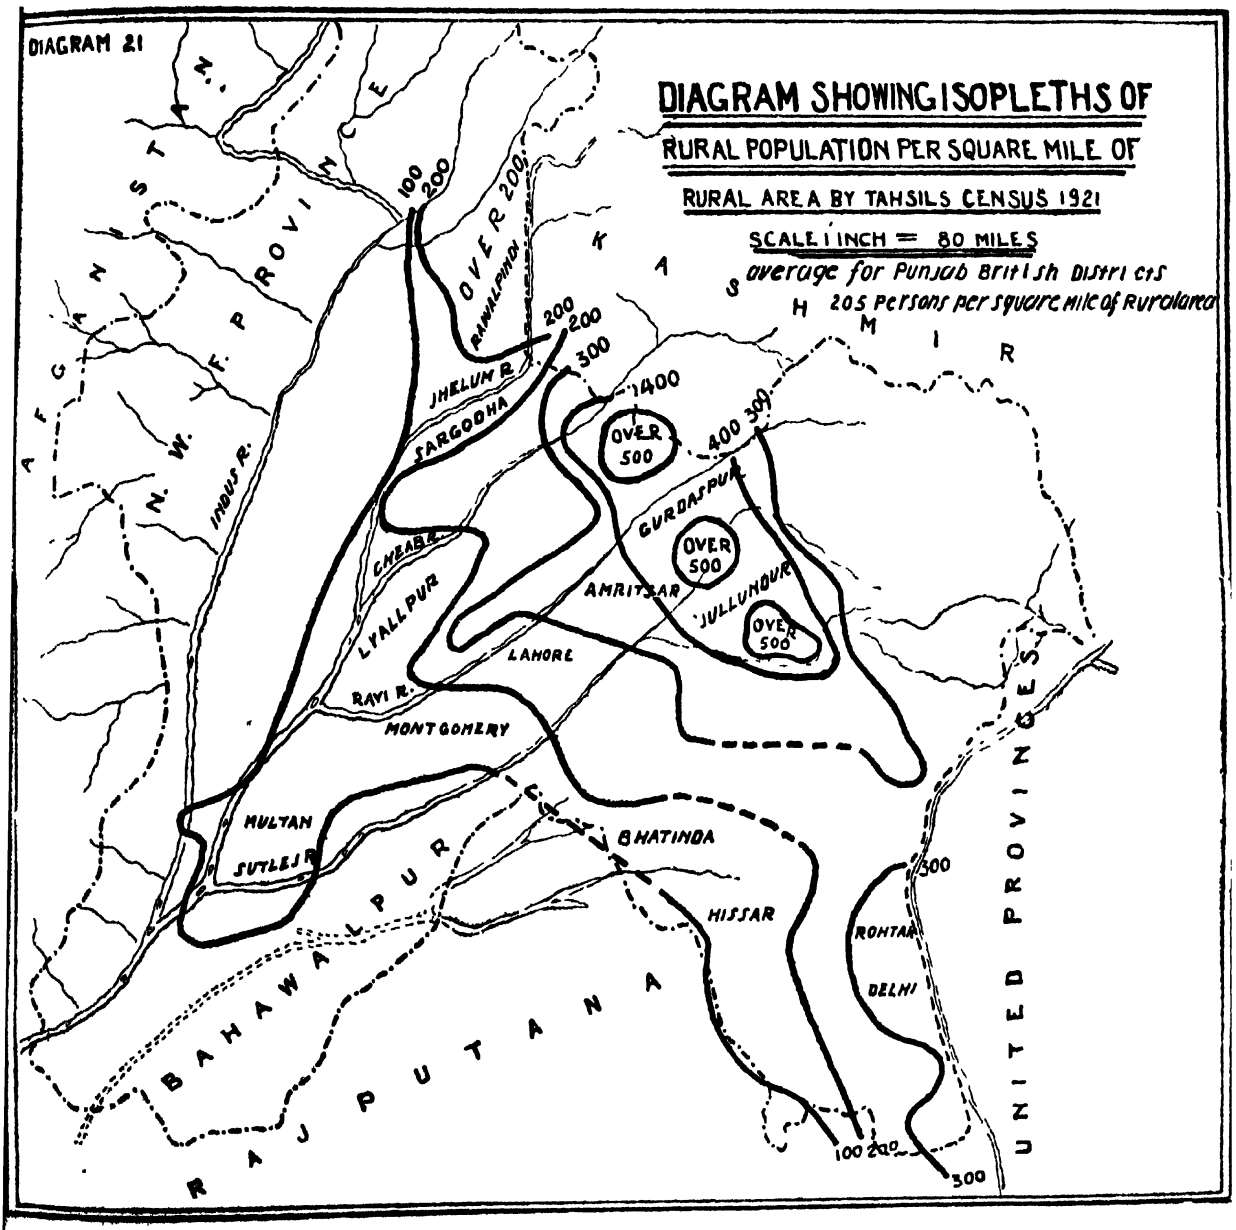 DIAGRAM 21
DIAGRAM SHOWING ISOPLETHS OF
RURAL POPULATION PER SQUARE MILE OF
RURAL AREA BY TAHSILS CENSUS 1921
SCALE 1 INCH = 80 MILES
average for Punjab British Districts
205 Persons per square mile of Rural area
AFGANISTAN.
N. W. F. PROVINCE
KASHMIR
100
200
OVER 200
RAWALPINDI
200
200
300
400
JHELUM R.
SARGODHA
OVER
500
400
300
GURDASPUR
INDUS R.
CHEAB R.
OVER
500
AMRITSAR
JULLUNDUR
LYALLPUR
OVER
500
LAHORE
RAVI R.
MONTGOMERY
UNITED PROVINCES
MULTAN
SUTLEJ R
BHATINDA
BAHAWALPUR
HISSAR
300
ROHTAK
DELHI
RAJPUTANA
100 200
300